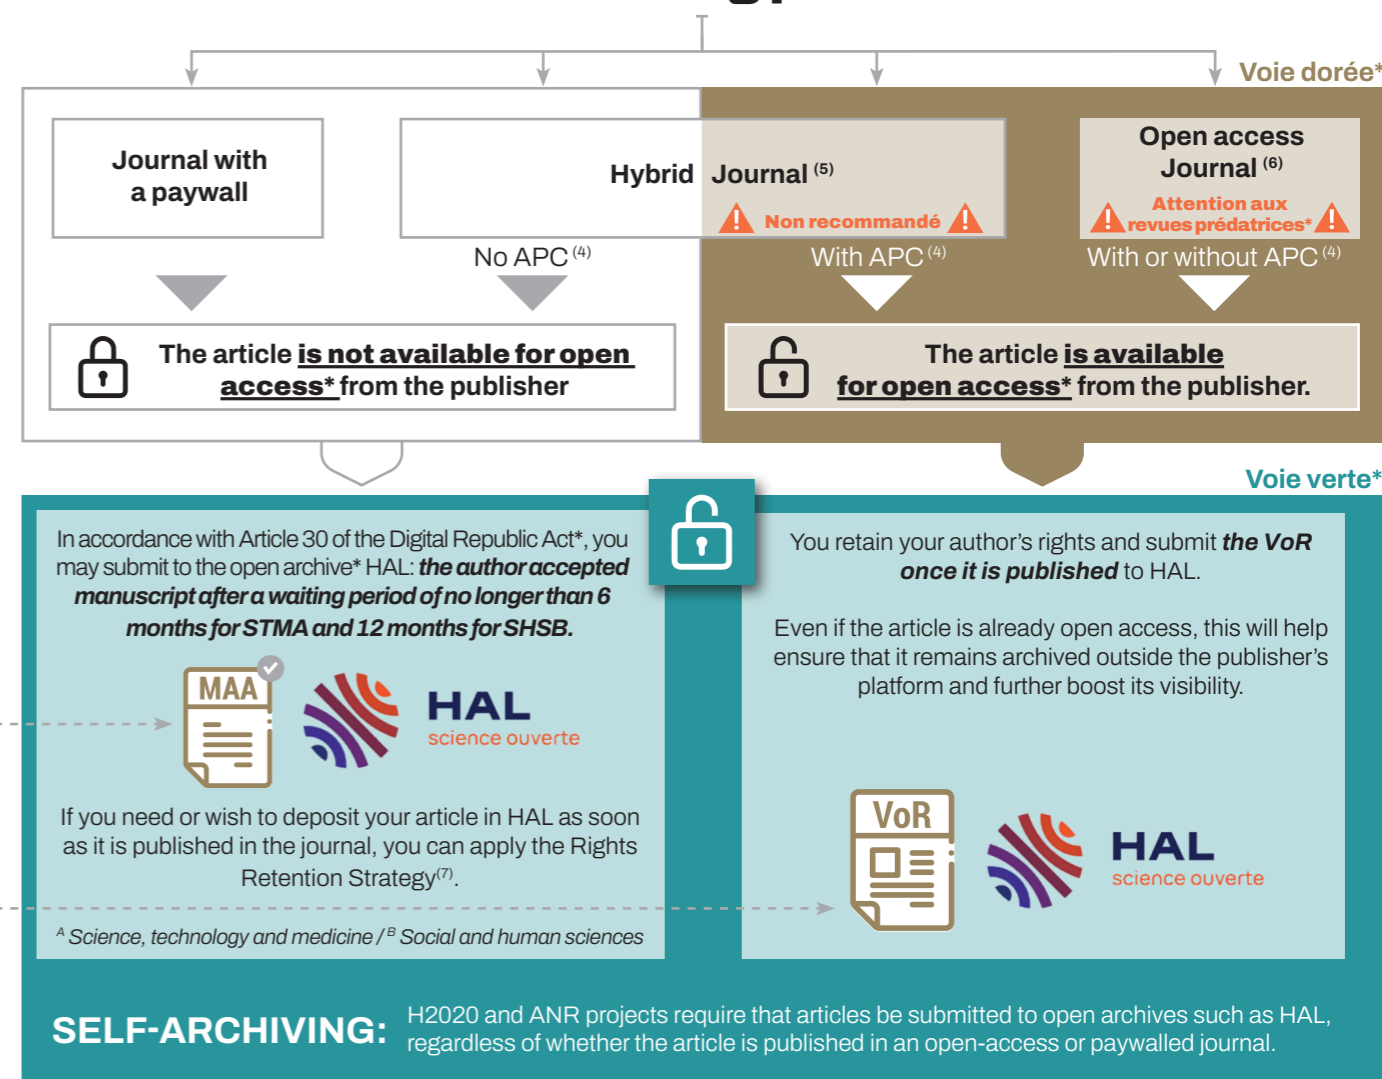 Voie dorée*
Journal with
a paywall
Hybrid Journal (5)
Non recommandé
Open access
Journal (6)
Attention aux
revues prédatrices*
No APC (4)
With APC (4)
With or without APC (4)
The article is not available for open
access* from the publisher
The article is available
for open access* from the publisher.
Voie verte*
In accordance with Article 30 of the Digital Republic Act*, you
may submit to the open archive* HAL: the author accepted
manuscript after a waiting period of no longer than 6
months for STMA and 12 months for SHSB.
MAA
HAL
science ouverte
If you need or wish to deposit your article in HAL as soon
as it is published in the journal, you can apply the Rights
Retention Strategy(7).
A Science, technology and medicine / B Social and human sciences
You retain your author's rights and submit the VoR
once it is published to HAL.
Even if the article is already open access, this will help
ensure that it remains archived outside the publisher's
platform and further boost its visibility.
VoR
HAL
science ouverte
SELF-ARCHIVING:
H2020 and ANR projects require that articles be submitted to open archives such as HAL,
regardless of whether the article is published in an open-access or paywalled journal.